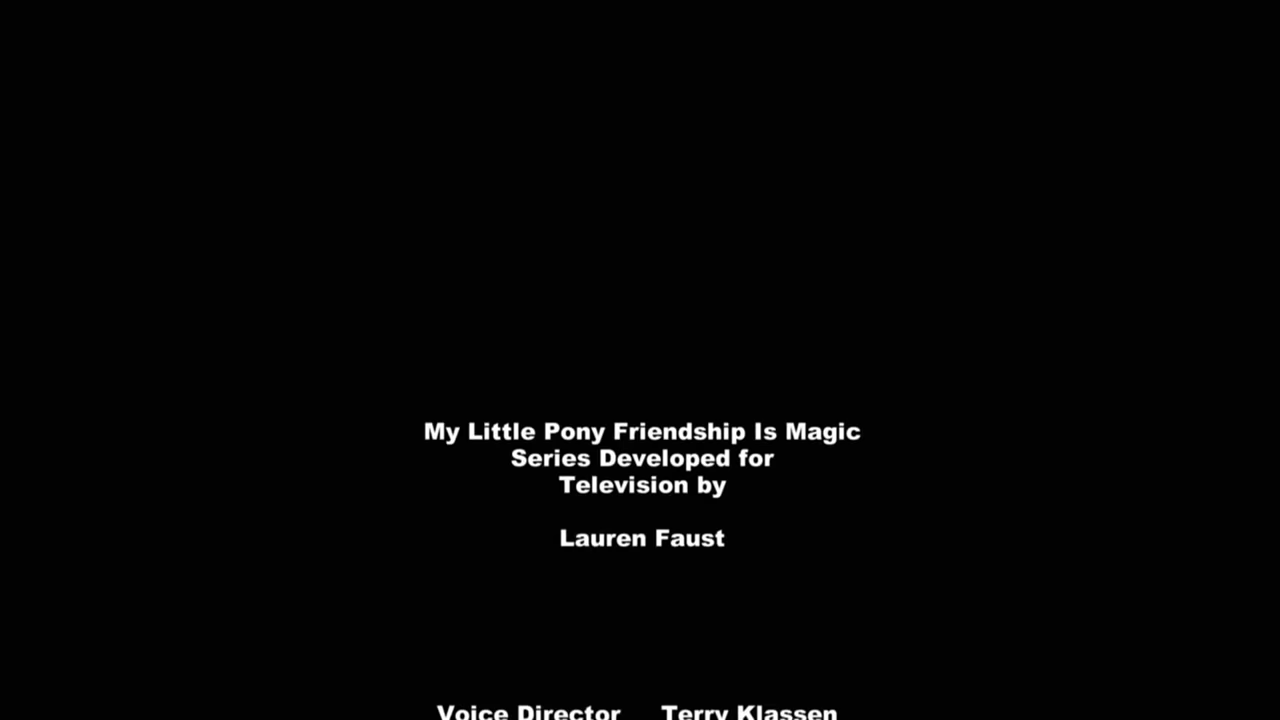 My Little Pony Friendship Is Magic
Series Developed for
Television by
Lauren Faust
Voice Director Terry Klassen